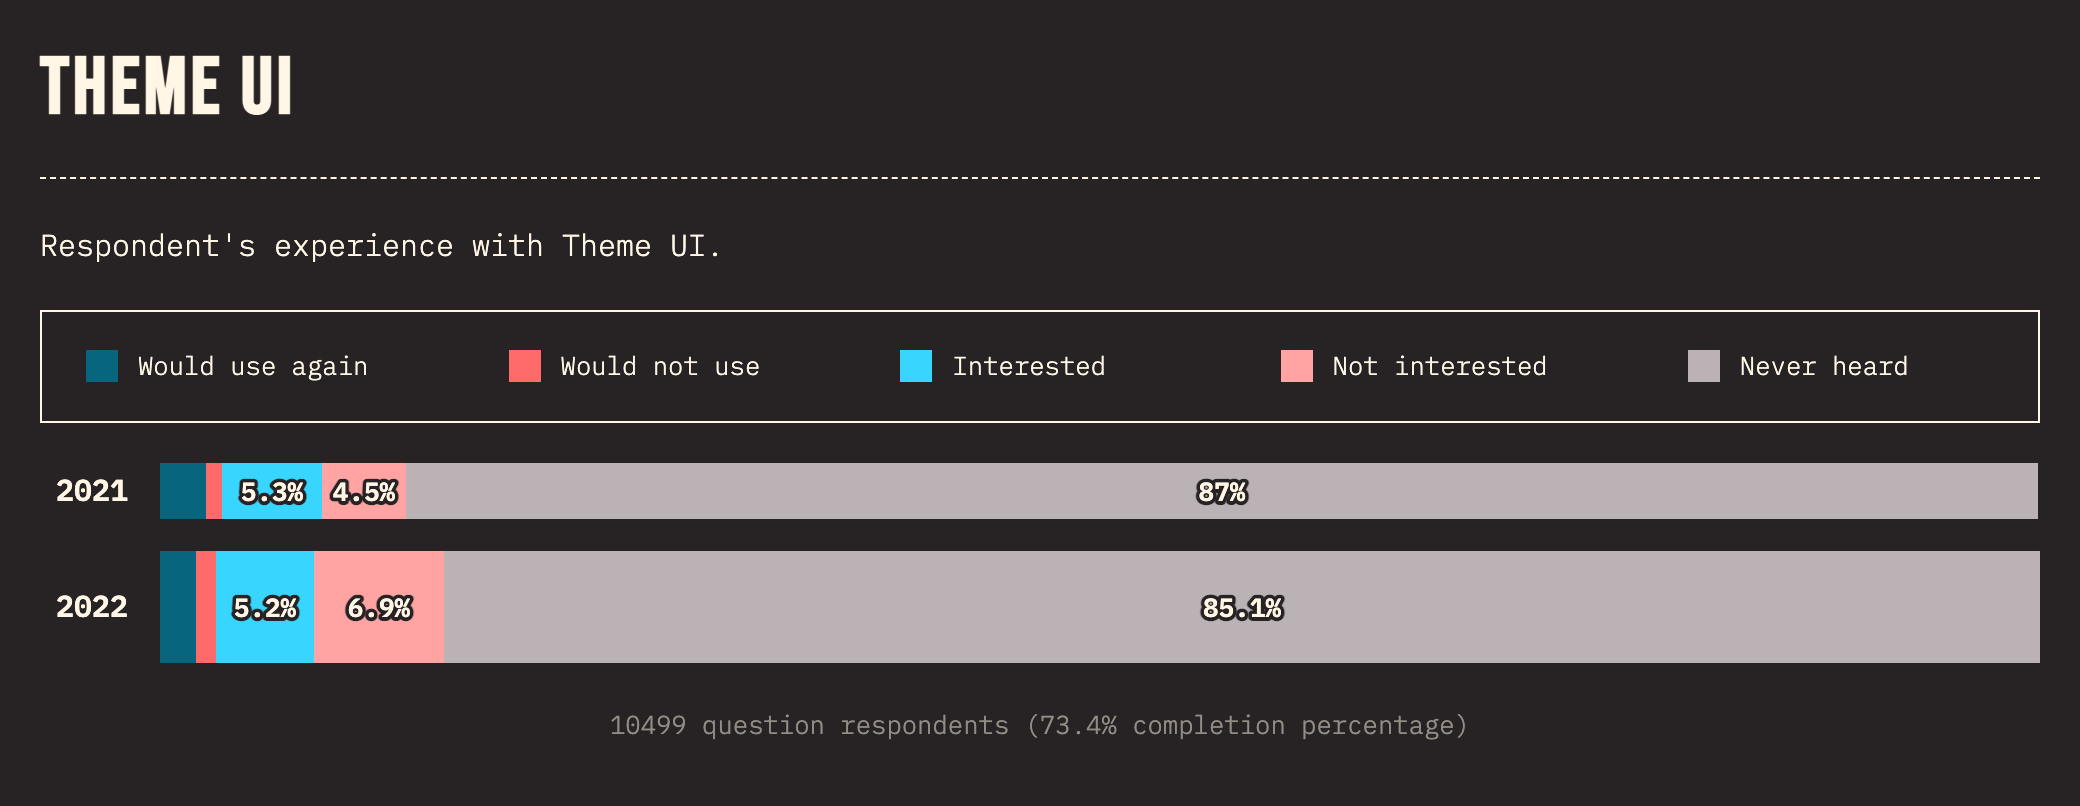 THEME UI
Respondent's experience with Theme UI.
Would use again Would not use Interested Not interested Never heard
2021 5.3% 4.5% 87%
2022 5.2% 6.9% 85.1%
10499 question respondents (73.4% completion percentage)